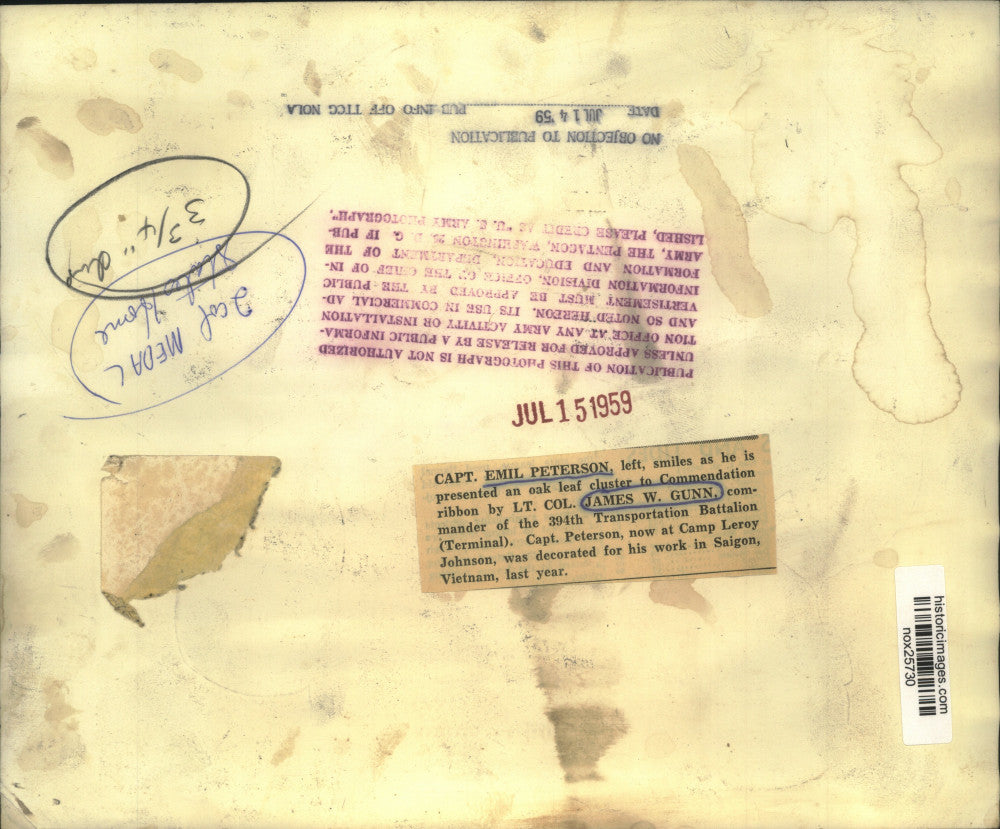 NO OBJECTION TO PUBLICATION
DATE JUL 14 '59 PUB INFO OFF TTCG NOLA
3 3/4"
2 col
MEDAL
PUBLICATION OF THIS PHOTOGRAPH IS NOT AUTHORIZED
UNLESS APPROVED FOR RELEASE BY A PUBLIC INFORMA-
TION OFFICE AT ANY ARMY ACTIVITY OR INSTALLATION
AND SO NOTED HEREON. ITS USE IN COMMERCIAL AD-
VERTISEMENT MUST BE APPROVED BY THE PUBLIC IN-
FORMATION DIVISION, OFFICE OF THE CHIEF OF
INFORMATION AND EDUCATION, DEPARTMENT OF THE
ARMY, THE PENTAGON, WASHINGTON 25, D. C. IF PUB-
LISHED, PLEASE CREDIT AS "U. S. ARMY PHOTOGRAPH".
JUL 15 1959
CAPT. EMIL PETERSON, left, smiles as he is
presented an oak leaf cluster to Commendation
ribbon by LT. COL. JAMES W. GUNN, com-
mander of the 394th Transportation Battalion
(Terminal). Capt. Peterson, now at Camp Leroy
Johnson, was decorated for his work in Saigon,
Vietnam, last year.
historicimages.com
nox25730